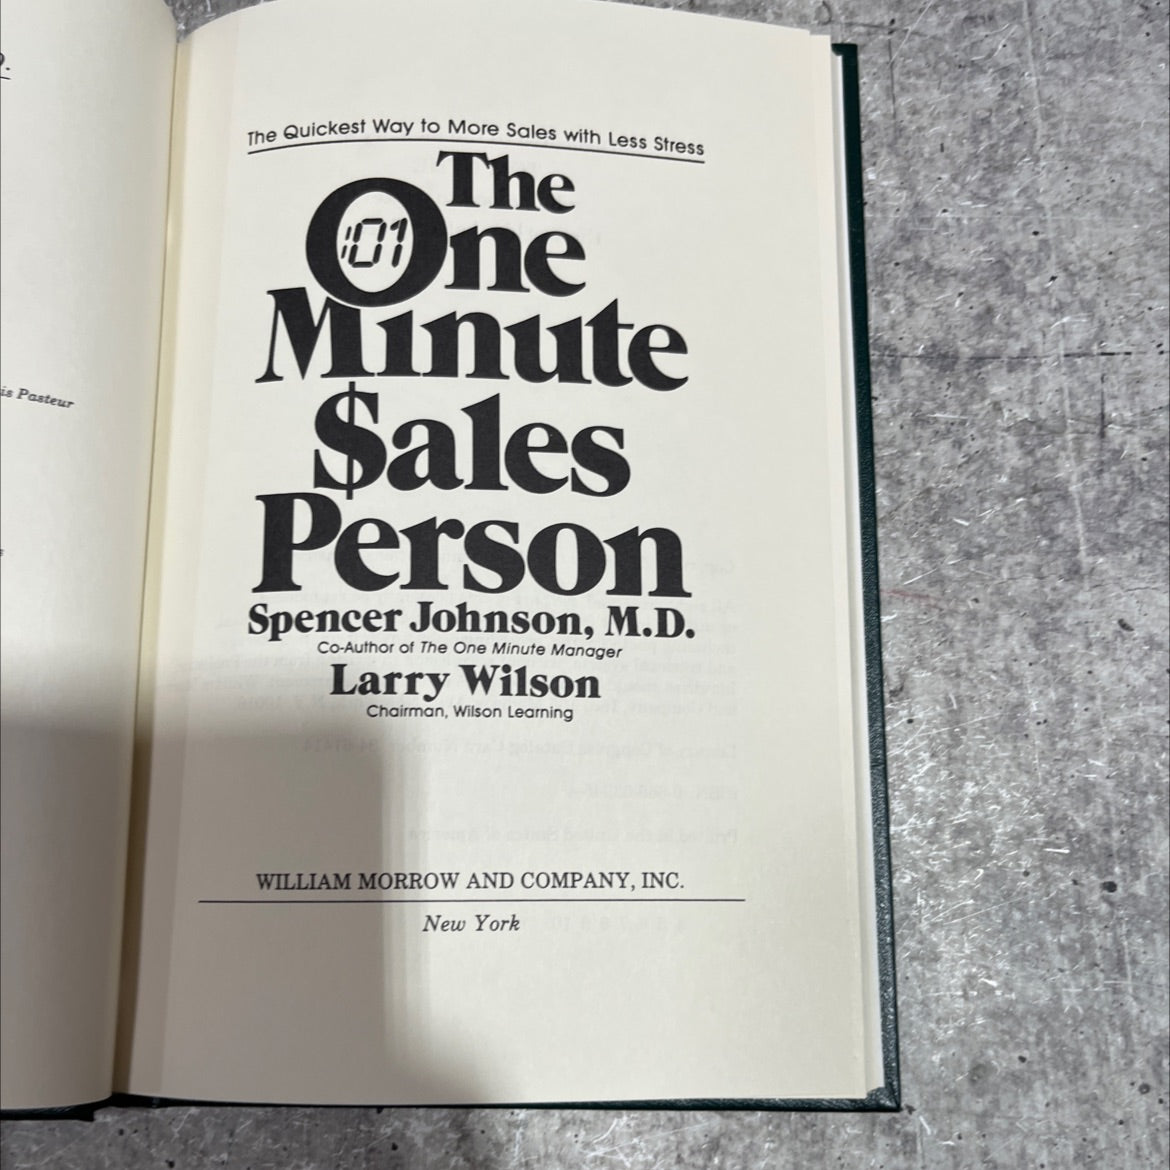 is Pasteur
The Quickest Way to More Sales with Less Stress
The
One
:01
Minute
$ales
Person
Spencer Johnson, M.D.
Co-Author of The One Minute Manager
Larry Wilson
Chairman, Wilson Learning
WILLIAM MORROW AND COMPANY, INC.
New York